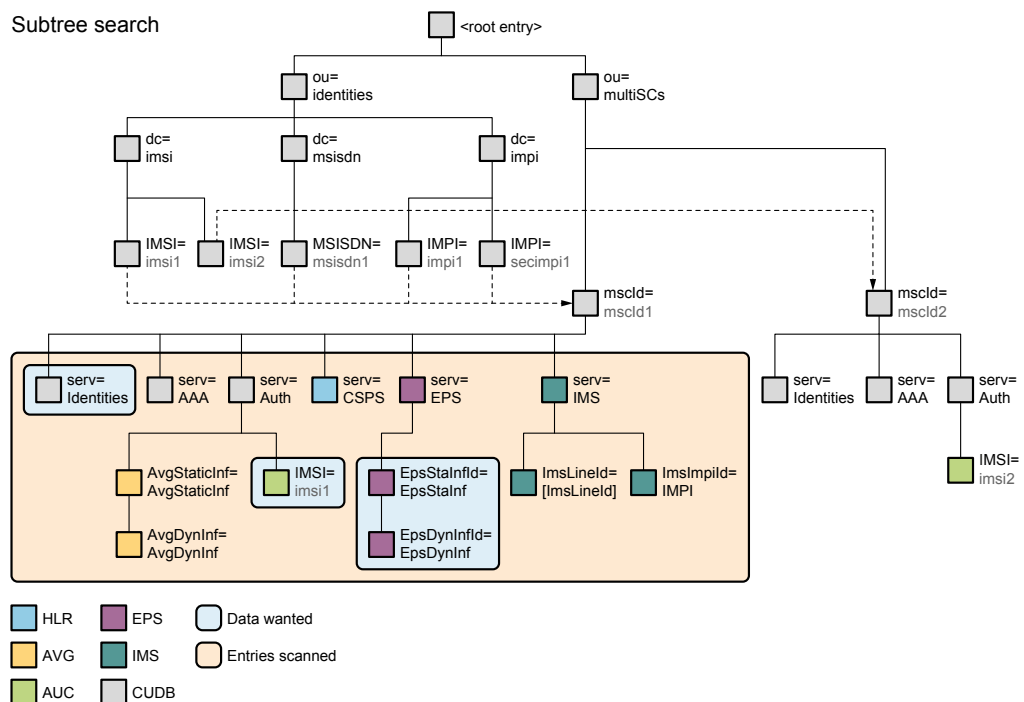 Subtree search
<root entry>
ou=
identities
ou=
multiSCs
dc=
imsi
dc=
msisdn
dc=
impi
IMSI=
imsi1
IMSI=
imsi2
MSISDN=
msisdn1
IMPI=
impi1
IMPI=
secimpi1
mscId=
mscId1
mscId=
mscId2
serv=
Identities
serv=
AAA
serv=
Auth
serv=
CSPS
serv=
EPS
serv=
IMS
serv=
Identities
serv=
AAA
serv=
Auth
AvgStaticInf=
AvgStaticInf
IMSI=
imsi1
EpsStaInfId=
EpsStaInf
ImsLineId=
[ImsLineId]
ImsImpiId=
IMPI
IMSI=
imsi2
AvgDynInf=
AvgDynInf
EpsDynInfId=
EpsDynInf
HLR
EPS
Data wanted
AVG
IMS
Entries scanned
AUC
CUDB